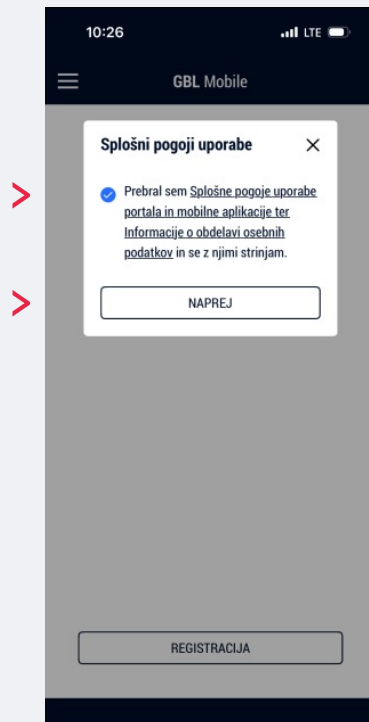 10:26 LTE
GBL Mobile
Splošni pogoji uporabe
Prebral sem Splošne pogoje uporabe
portala in mobilne aplikacije ter
Informacije o obdelavi osebnih
podatkov in se z njimi strinjam.
NAPREJ
REGISTRACIJA